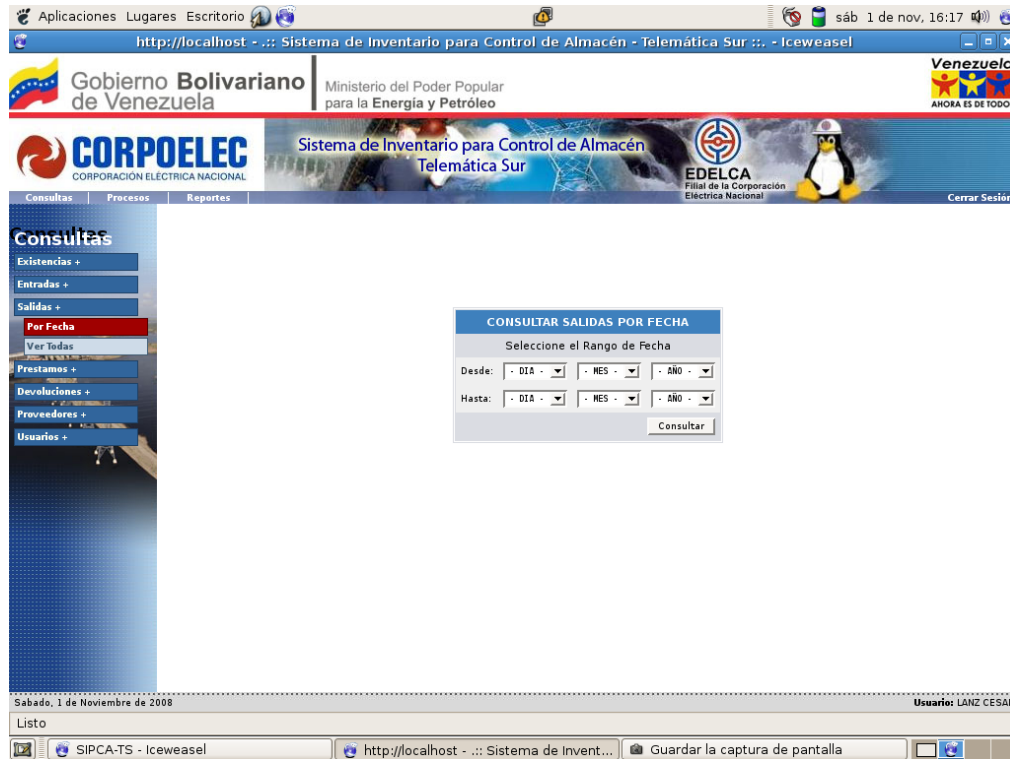 Aplicaciones Lugares Escritorio
sáb 1 de nov, 16:17
http://localhost - .:: Sistema de Inventario para Control de Almacén - Telemática Sur ::. - Iceweasel
Gobierno Bolivariano
de Venezuela
Ministerio del Poder Popular
para la Energía y Petróleo
Venezuela
AHORA ES DE TODO
CORPOELEC
CORPORACIÓN ELÉCTRICA NACIONAL
Sistema de Inventario para Control de Almacén
Telemática Sur
EDELCA
Filial de la Corporación
Eléctrica Nacional
Consultas Procesos Reportes Cerrar Sesión
Consultas
Existencias +
Entradas +
Salidas +
Por Fecha
Ver Todas
Prestamos +
Devoluciones +
Proveedores +
Usuarios +
CONSULTAR SALIDAS POR FECHA
Seleccione el Rango de Fecha
Desde: - DIA - - MES - - AÑO -
Hasta: - DIA - - MES - - AÑO -
Consultar
Sabado, 1 de Noviembre de 2008
Usuario: LANZ CESAR
Listo
SIPCA-TS - Iceweasel
http://localhost - .:: Sistema de Invent...
Guardar la captura de pantalla